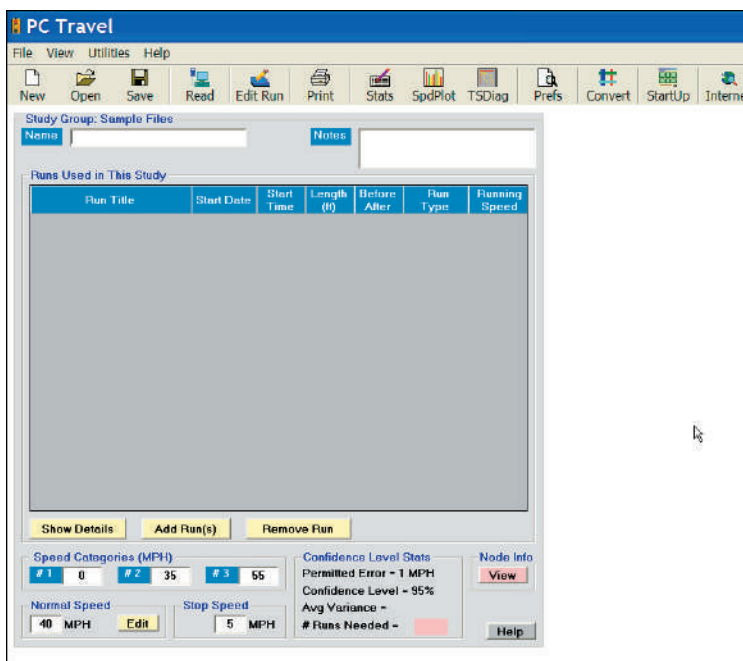 PC Travel
File View Utilities Help
New Open Save Read Edit Run Print Stats SpdPlot TSDiag Prefs Convert StartUp Interne
Study Group: Sample Files
Name Notes
Runs Used in This Study
Run Title Start Date Start Time Length (ft) Before After Run Type Running Speed
Show Details Add Run(s) Remove Run
Speed Categories (MPH) Confidence Level Stats Node Info
# 1 0 # 2 35 # 3 55 Permitted Error - 1 MPH View
Confidence Level - 95%
Normal Speed Stop Speed Avg Variance -
40 MPH Edit 5 MPH # Runs Needed - Help